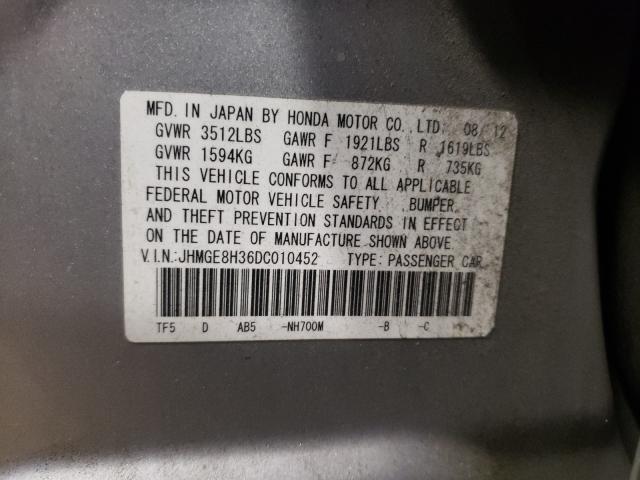 MFD. IN JAPAN BY HONDA MOTOR CO., LTD. 08/12
GVWR 3512LBS GAWR F 1921LBS R 1619LBS
GVWR 1594KG GAWR F 872KG R 735KG
THIS VEHICLE CONFORMS TO ALL APPLICABLE
FEDERAL MOTOR VEHICLE SAFETY, BUMPER,
AND THEFT PREVENTION STANDARDS IN EFFECT
ON THE DATE OF MANUFACTURE SHOWN ABOVE.
V.I.N.:JHMGE8H36DC010452 TYPE: PASSENGER CAR
TF5 D AB5 -NH700M -B -C